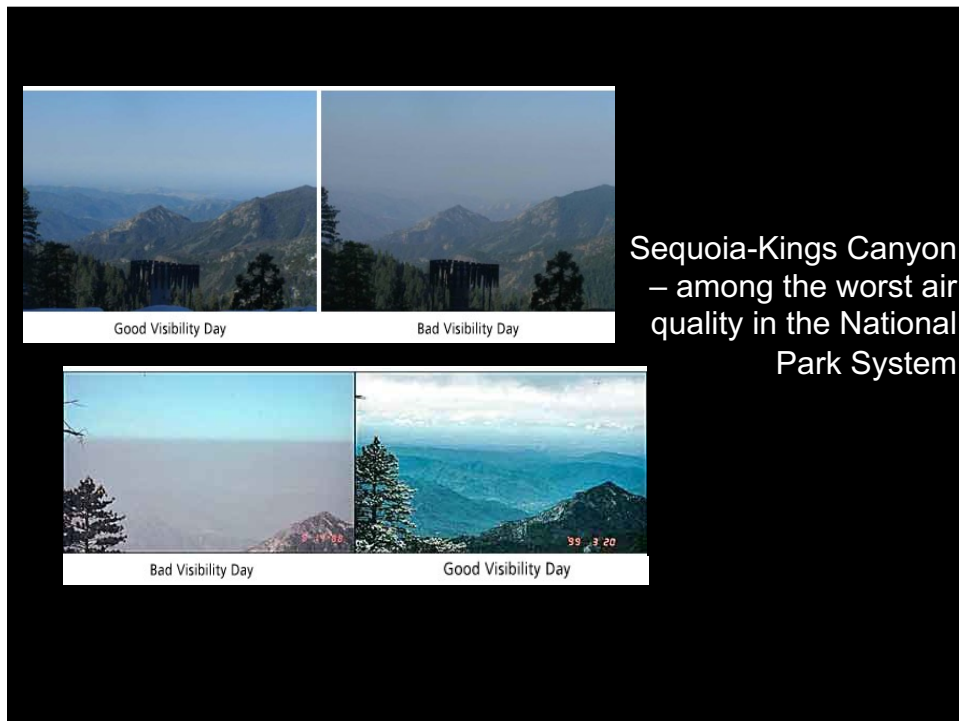 Good Visibility Day
Bad Visibility Day
Sequoia-Kings Canyon
– among the worst air
quality in the National
Park System
'99 3 20
Bad Visibility Day
Good Visibility Day